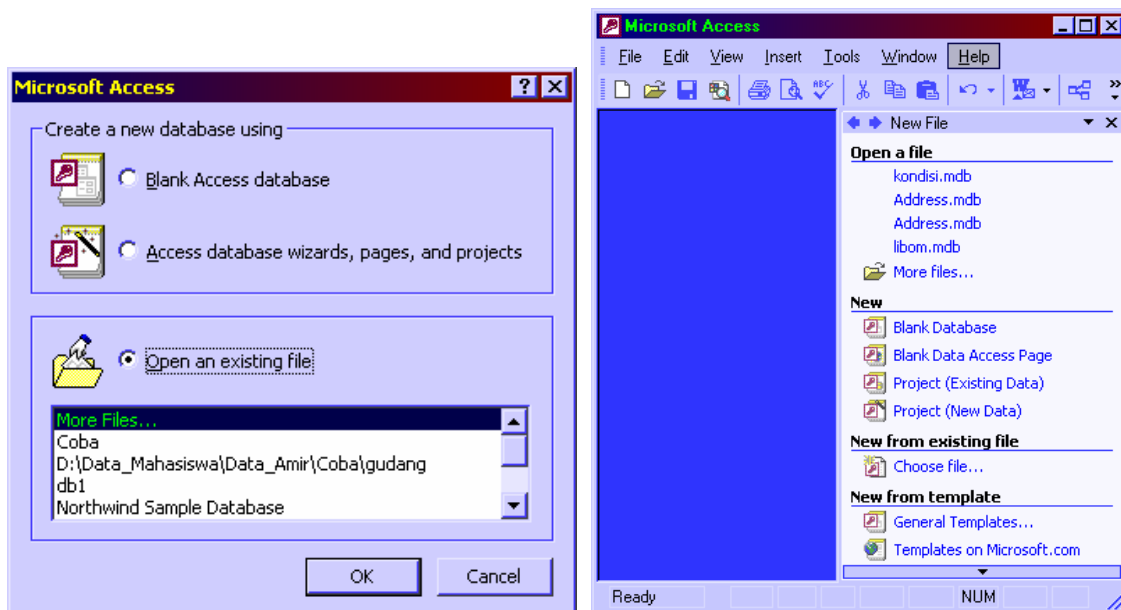 Microsoft Access
Create a new database using
Blank Access database
Access database wizards, pages, and projects
Open an existing file
More Files...
Coba
D:\Data_Mahasiswa\Data_Amir\Coba\gudang
db1
Northwind Sample Database
OK Cancel
Microsoft Access
File Edit View Insert Tools Window Help
New File
Open a file
kondisi.mdb
Address.mdb
Address.mdb
libom.mdb
More files...
New
Blank Database
Blank Data Access Page
Project (Existing Data)
Project (New Data)
New from existing file
Choose file...
New from template
General Templates...
Templates on Microsoft.com
Ready NUM